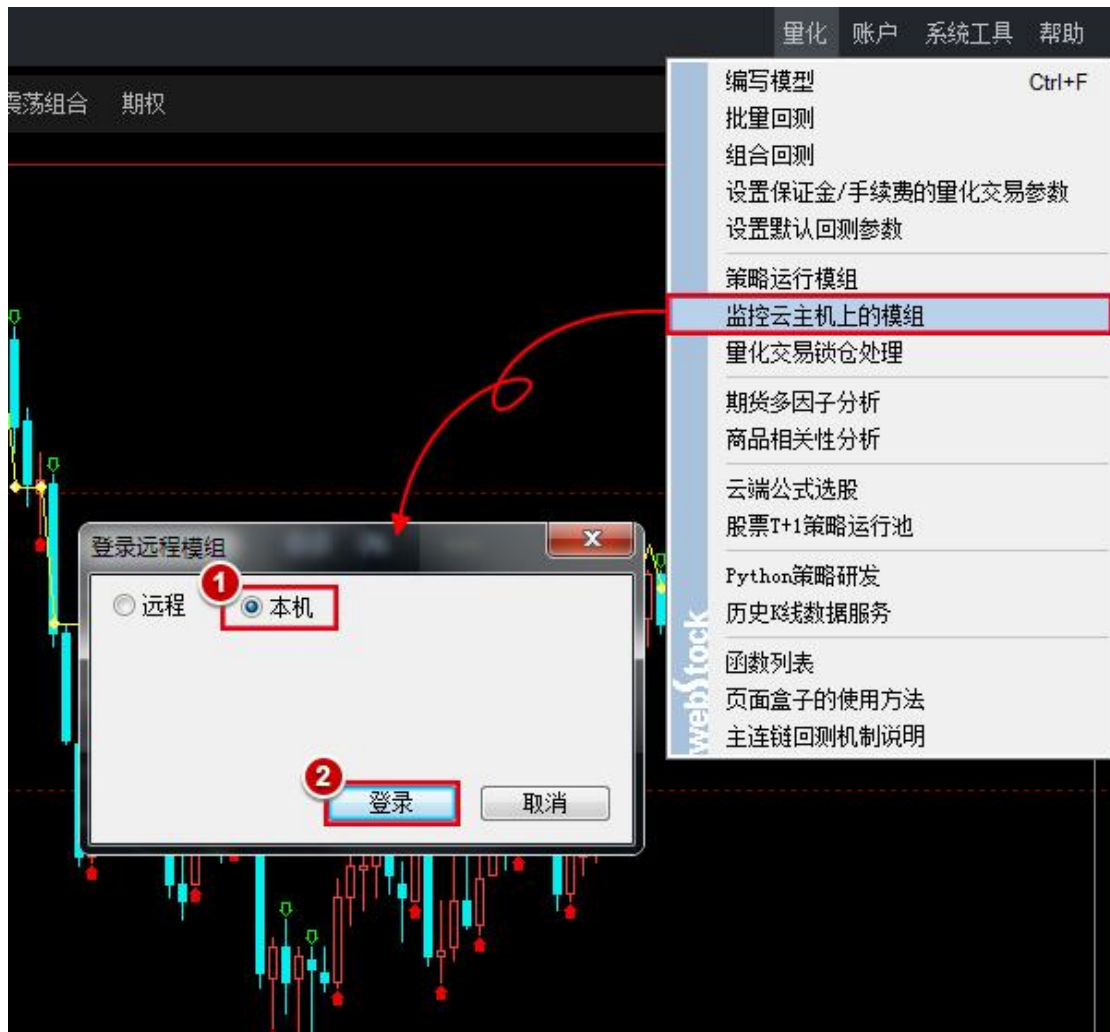 量化 账户 系统工具 帮助
震荡组合 期权
编写模型 Ctrl+F
批量回测
组合回测
设置保证金/手续费的量化交易参数
设置默认回测参数
策略运行模组
监控云主机上的模组
量化交易锁仓处理
期货多因子分析
商品相关性分析
云端公式选股
股票T+1策略运行池
Python策略研发
历史K线数据服务
函数列表
页面盒子的使用方法
主连链回测机制说明
webStock
登录远程模组
1
远程 本机
2
登录 取消